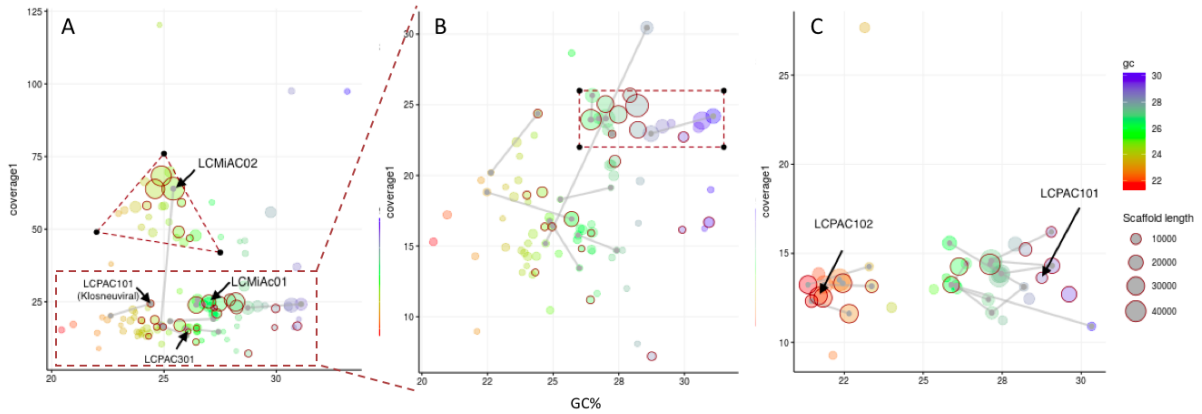 A
B
C
125
100
75
50
25
coverage1
20
25
30
LCMiAC02
LCPAC101
(Klosneuviral)
LCMiAc01
LCPAC301
30
25
20
15
10
coverage1
20
22
25
28
30
GC%
25
20
15
10
coverage1
22
25
28
30
LCPAC102
LCPAC101
gc
30
28
26
24
22
Scaffold length
10000
20000
30000
40000